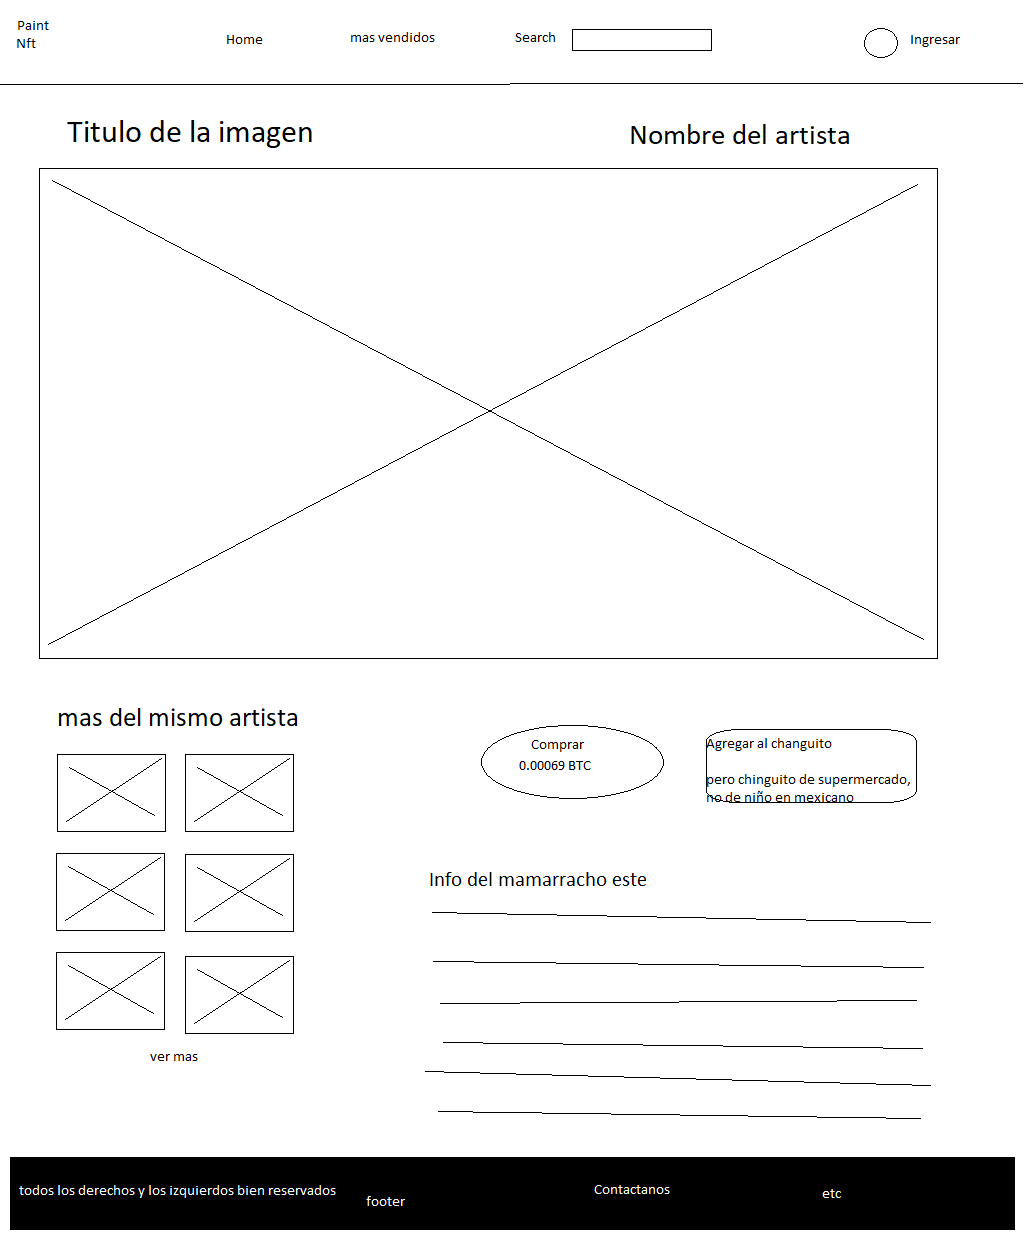 Paint
Nft
Home
mas vendidos
Search
Ingresar
Titulo de la imagen
Nombre del artista
mas del mismo artista
Comprar
0.00069 BTC
Agregar al changuito
pero chinguito de supermercado,
no de niño en mexicano
Info del mamarracho este
ver mas
todos los derechos y los izquierdos bien reservados
footer
Contactanos
etc